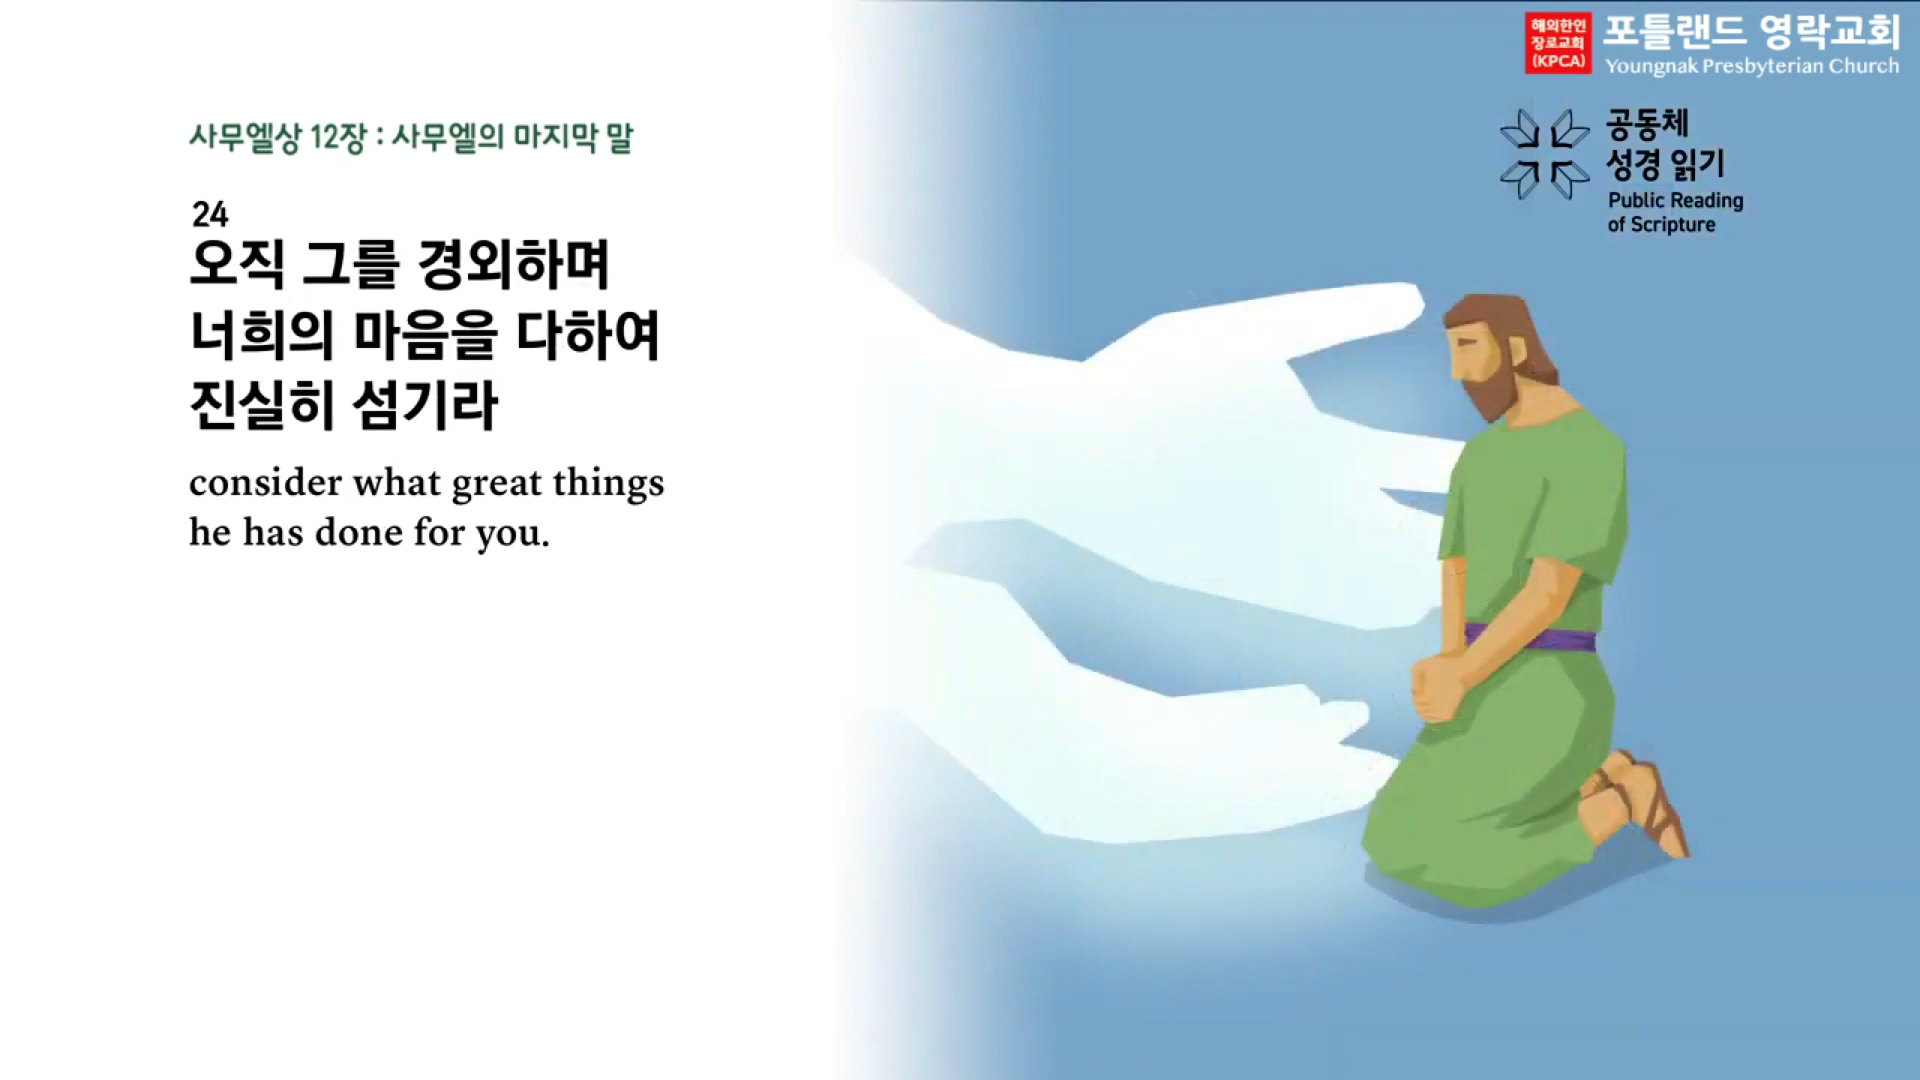 해외한인
장로교회
(KPCA)
포틀랜드 영락교회
Youngnak Presbyterian Church
공동체
성경 읽기
Public Reading
of Scripture
사무엘상 12장 : 사무엘의 마지막 말
24
오직 그를 경외하며
너희의 마음을 다하여
진실히 섬기라
consider what great things
he has done for you.